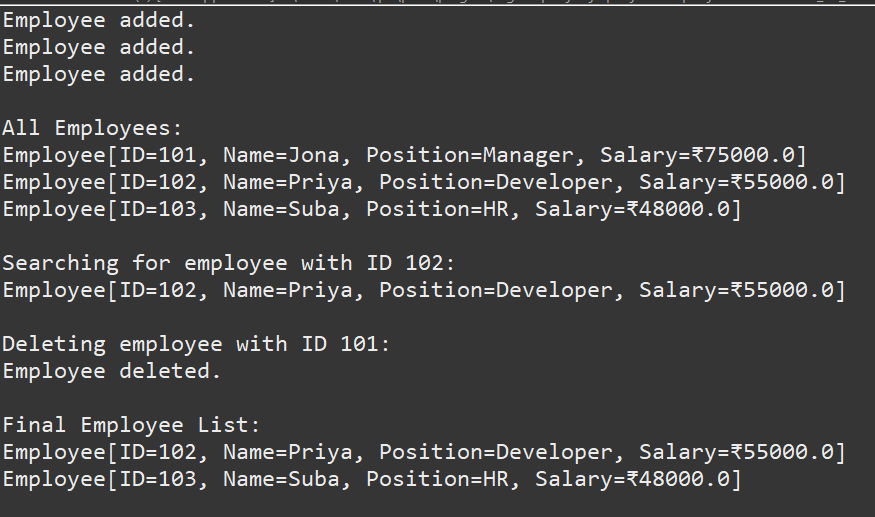 Employee added.
Employee added.
Employee added.
All Employees:
Employee[ID=101, Name=Jona, Position=Manager, Salary=₹75000.0]
Employee[ID=102, Name=Priya, Position=Developer, Salary=₹55000.0]
Employee[ID=103, Name=Suba, Position=HR, Salary=₹48000.0]
Searching for employee with ID 102:
Employee[ID=102, Name=Priya, Position=Developer, Salary=₹55000.0]
Deleting employee with ID 101:
Employee deleted.
Final Employee List:
Employee[ID=102, Name=Priya, Position=Developer, Salary=₹55000.0]
Employee[ID=103, Name=Suba, Position=HR, Salary=₹48000.0]